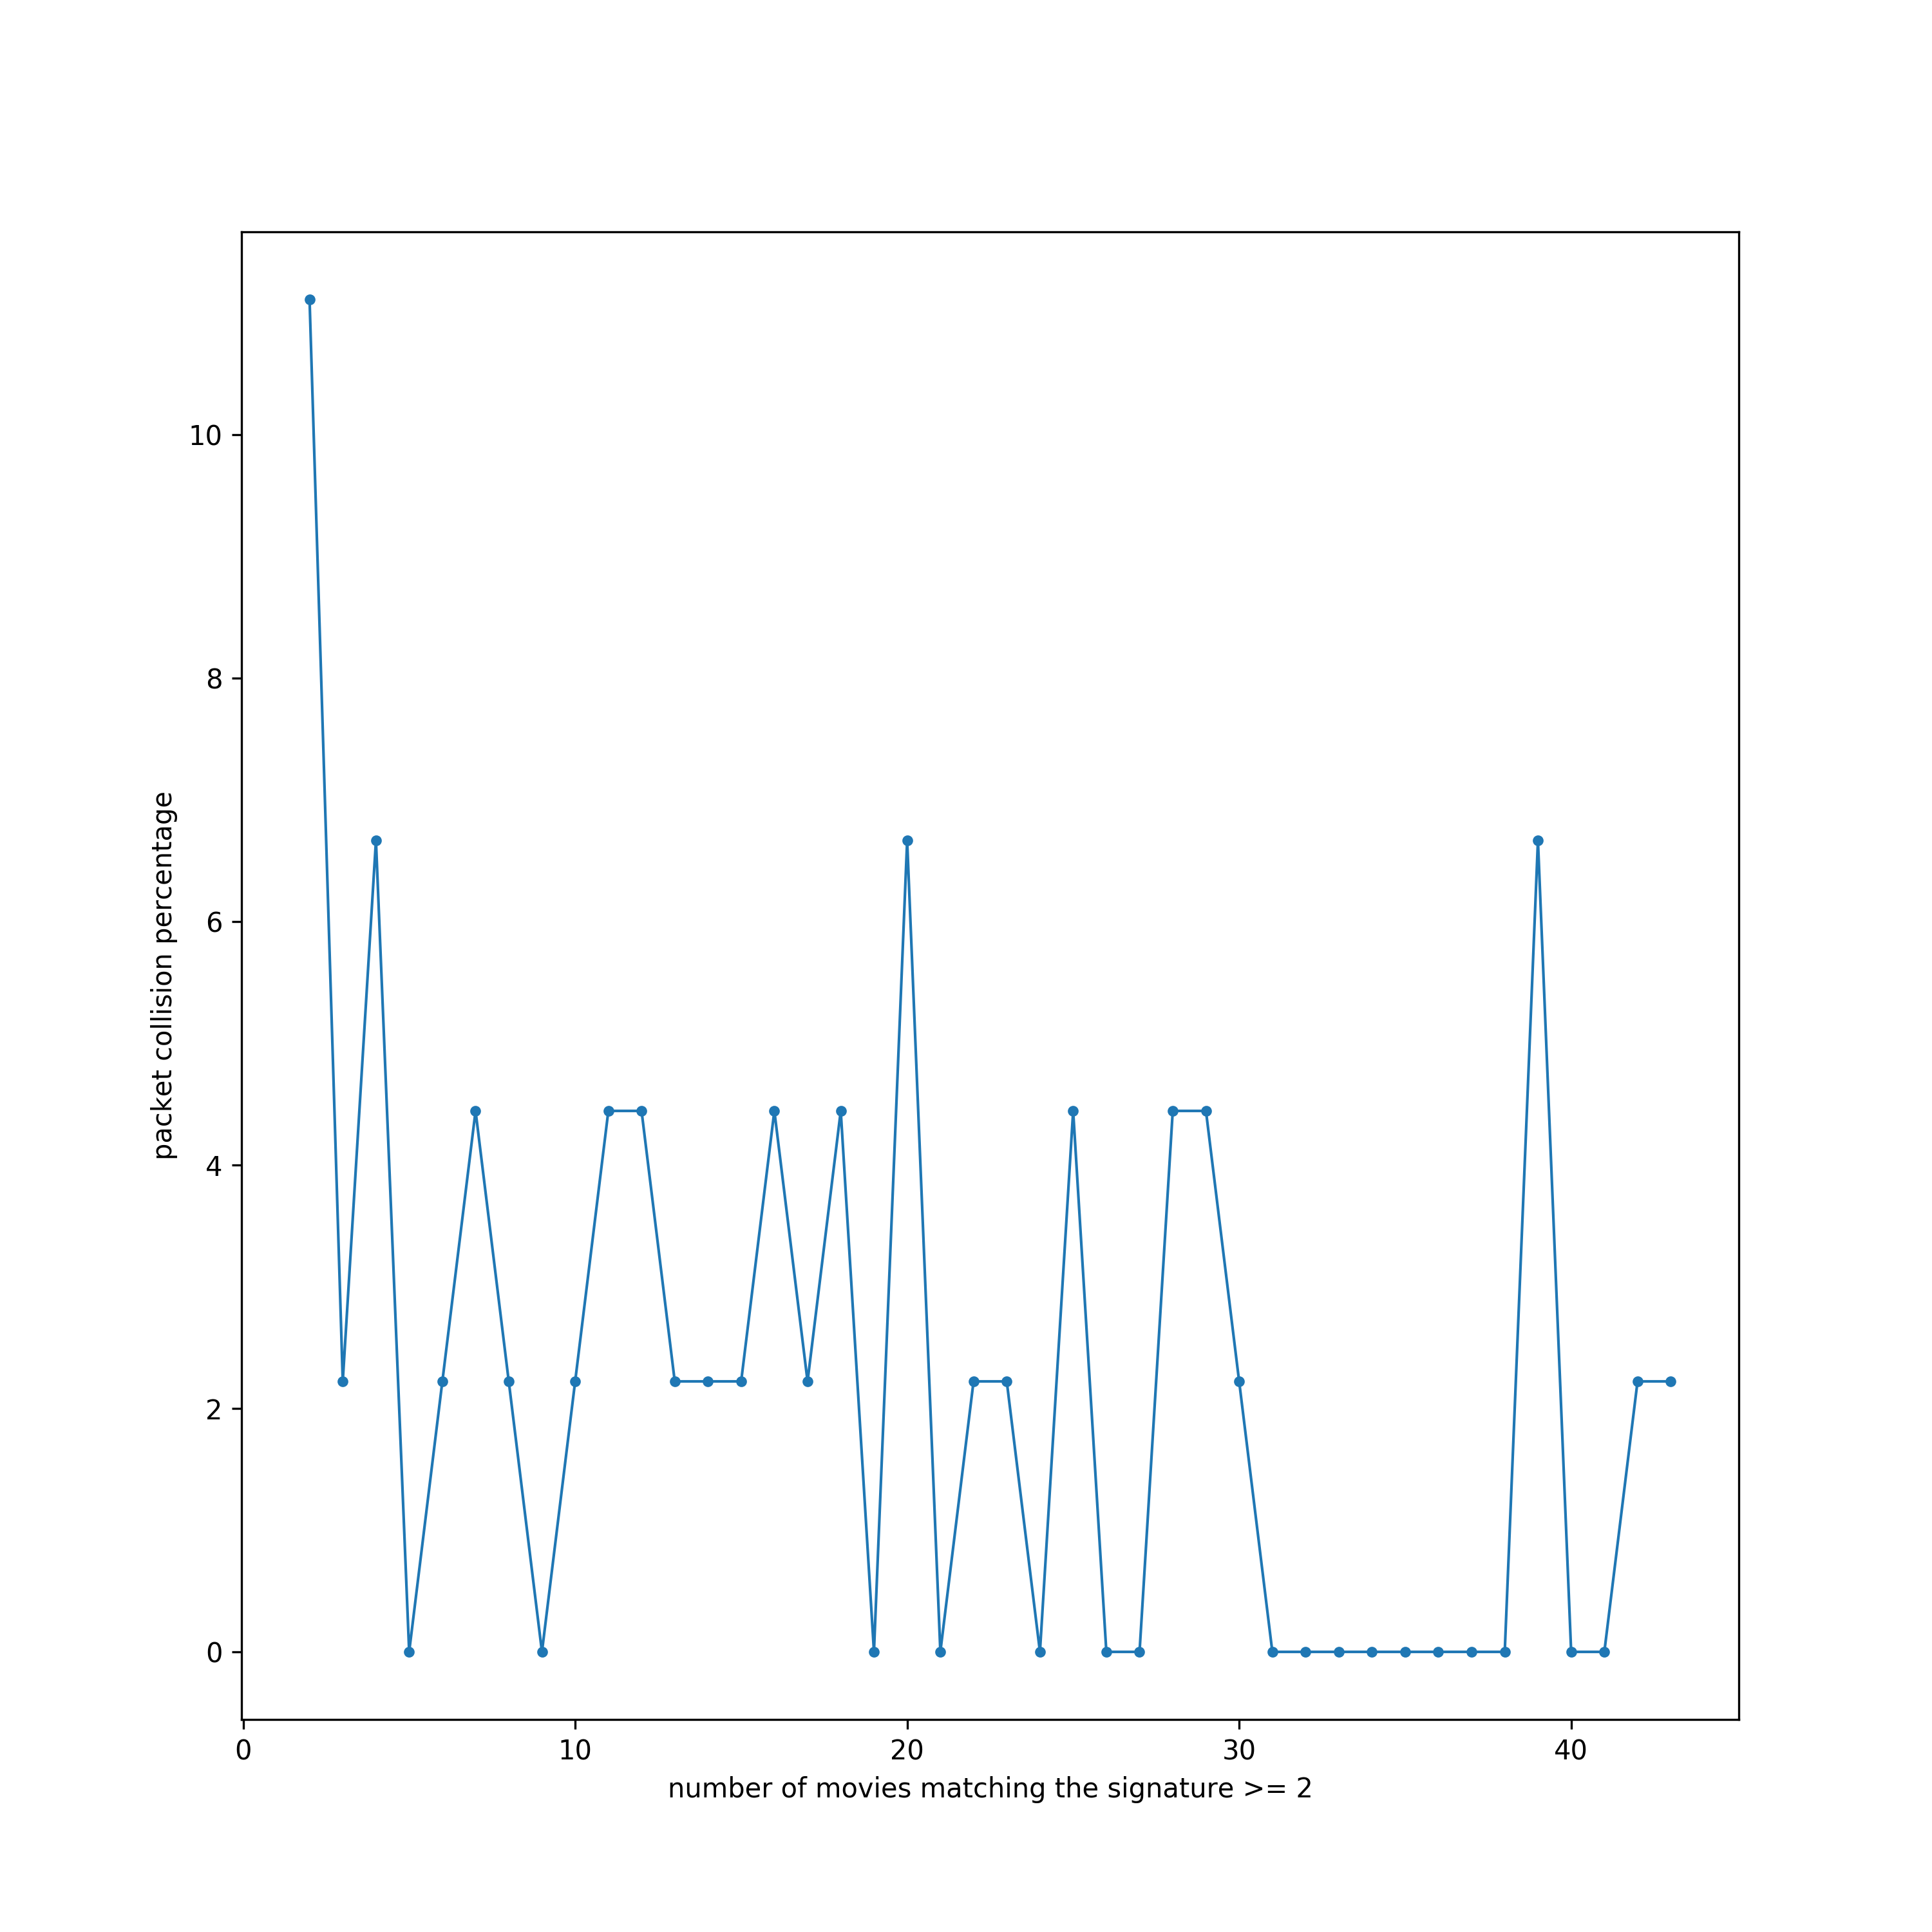 10
8
6
4
2
0
packet collision percentage
0 10 20 30 40
number of movies matching the signature >= 2